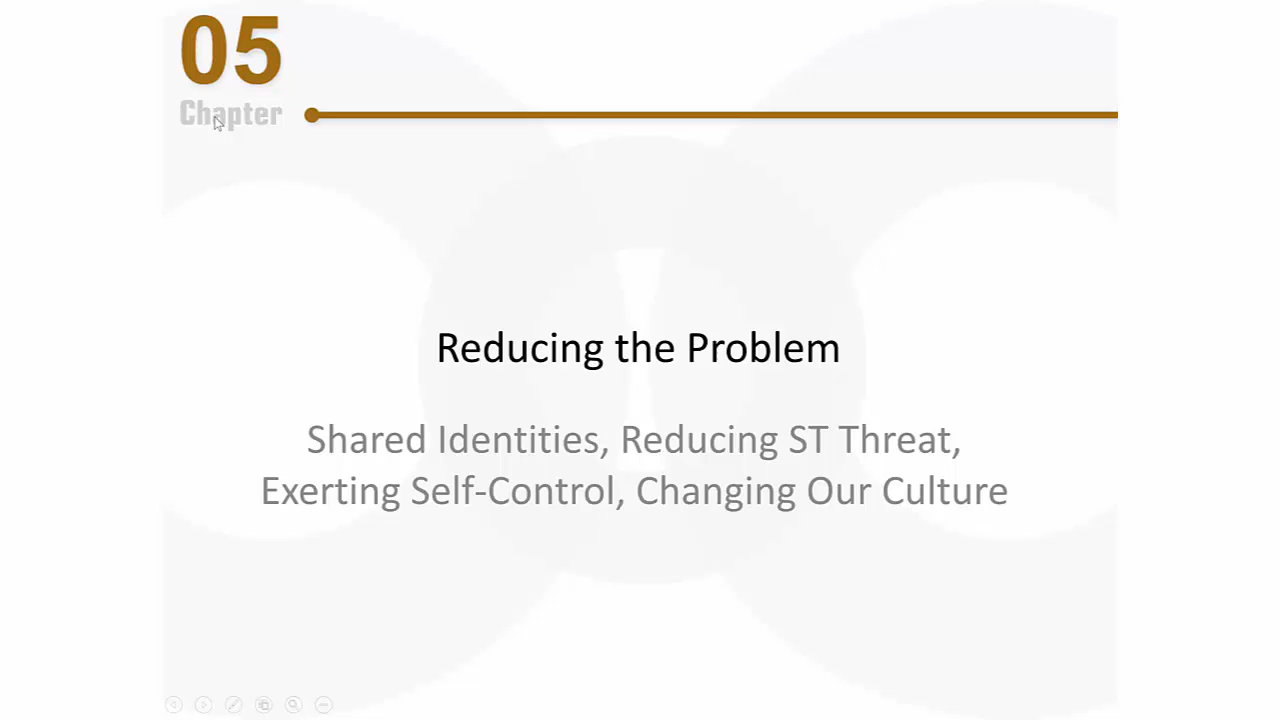 05
Chapter
Reducing the Problem
Shared Identities, Reducing ST Threat,
Exerting Self-Control, Changing Our Culture